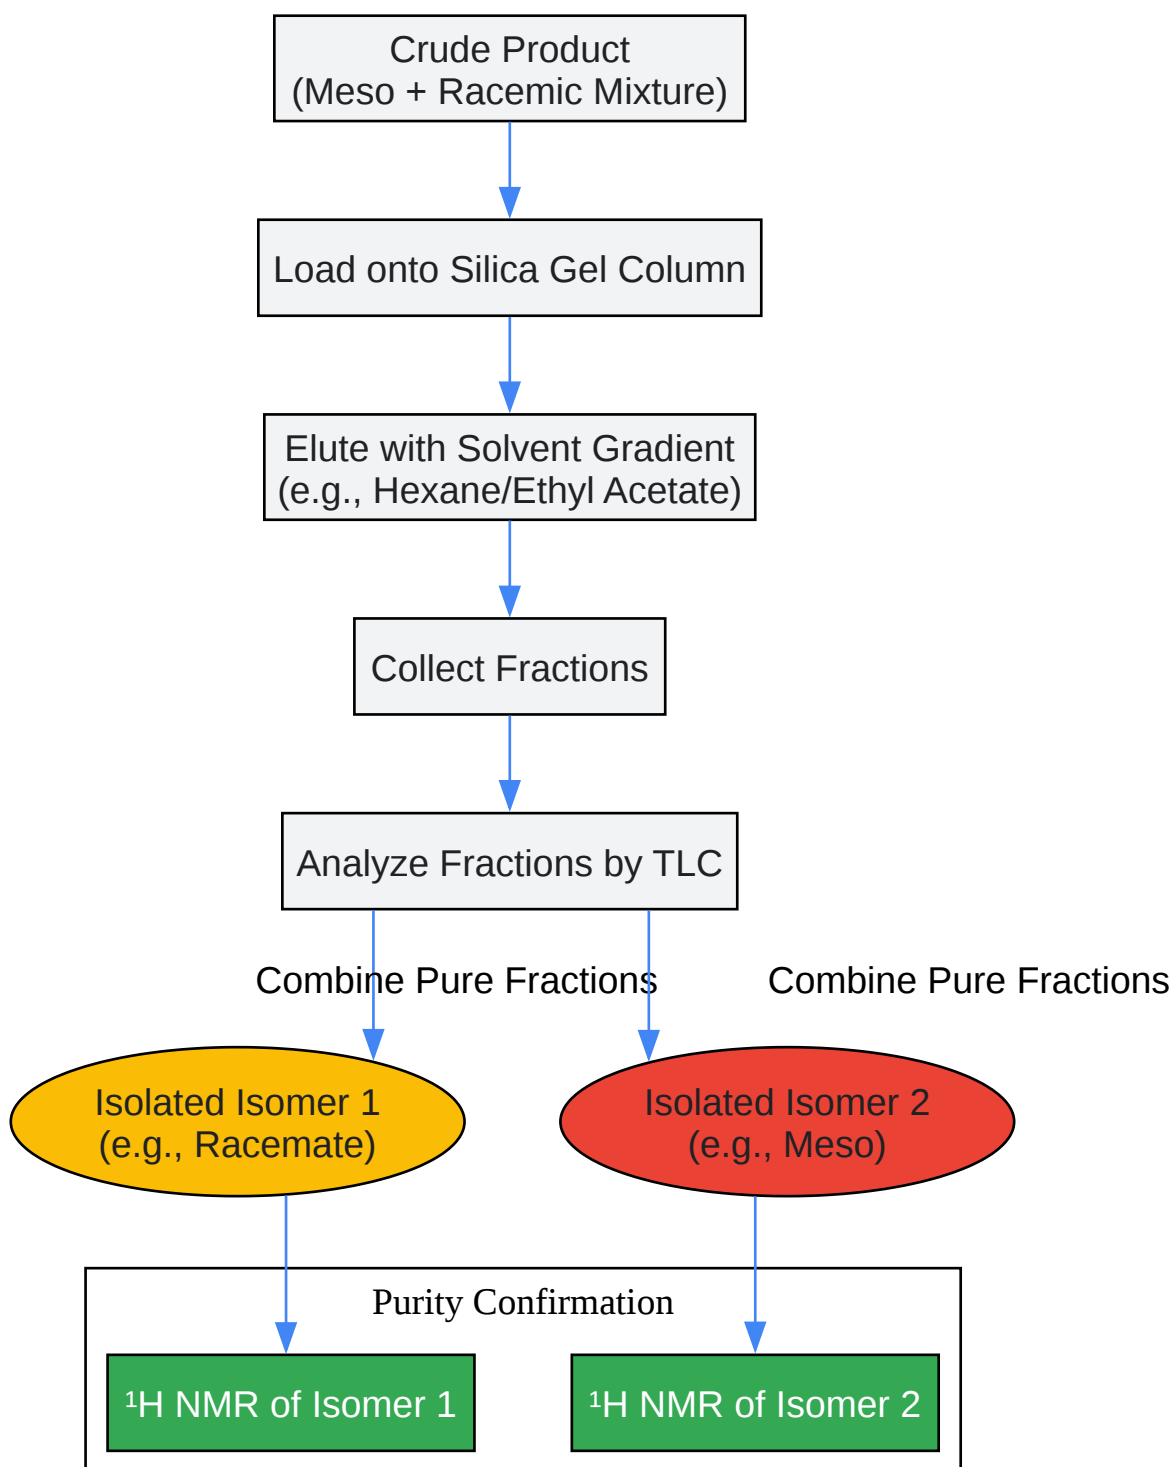 Crude Product
(Meso + Racemic Mixture)
Load onto Silica Gel Column
Elute with Solvent Gradient
(e.g., Hexane/Ethyl Acetate)
Collect Fractions
Analyze Fractions by TLC
Combine Pure Fractions
Combine Pure Fractions
Isolated Isomer 1
(e.g., Racemate)
Isolated Isomer 2
(e.g., Meso)
Purity Confirmation
¹H NMR of Isomer 1
¹H NMR of Isomer 2